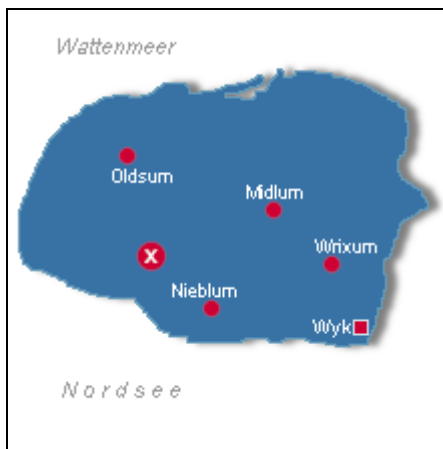 Wattenmeer
Oldsum
Midlum
Wrixum
X
Nieblum
Wyk
Nordsee